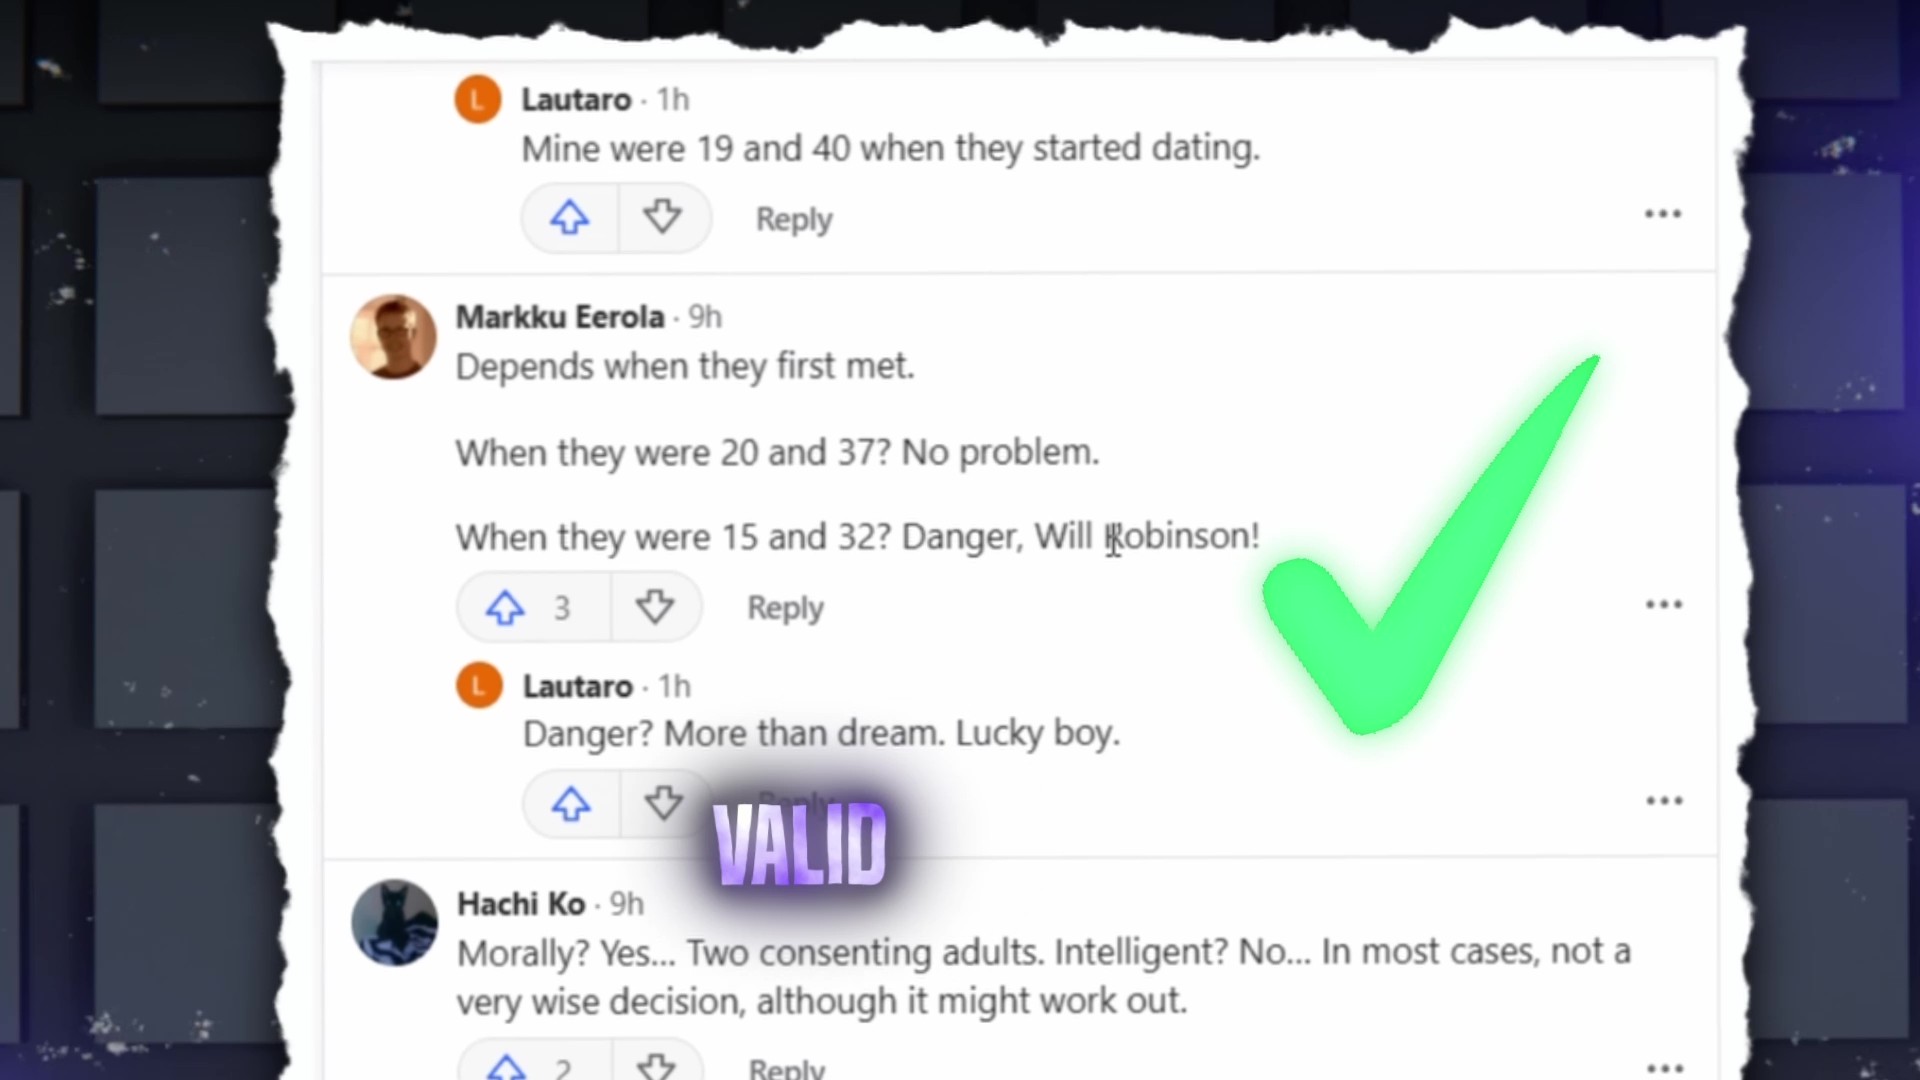 L Lautaro · 1h
Mine were 19 and 40 when they started dating.
Reply
Markku Eerola · 9h
Depends when they first met.
When they were 20 and 37? No problem.
When they were 15 and 32? Danger, Will Robinson!
3 Reply
L Lautaro · 1h
Danger? More than dream. Lucky boy.
Reply
VALID
Hachi Ko · 9h
Morally? Yes... Two consenting adults. Intelligent? No... In most cases, not a
very wise decision, although it might work out.
2 Reply